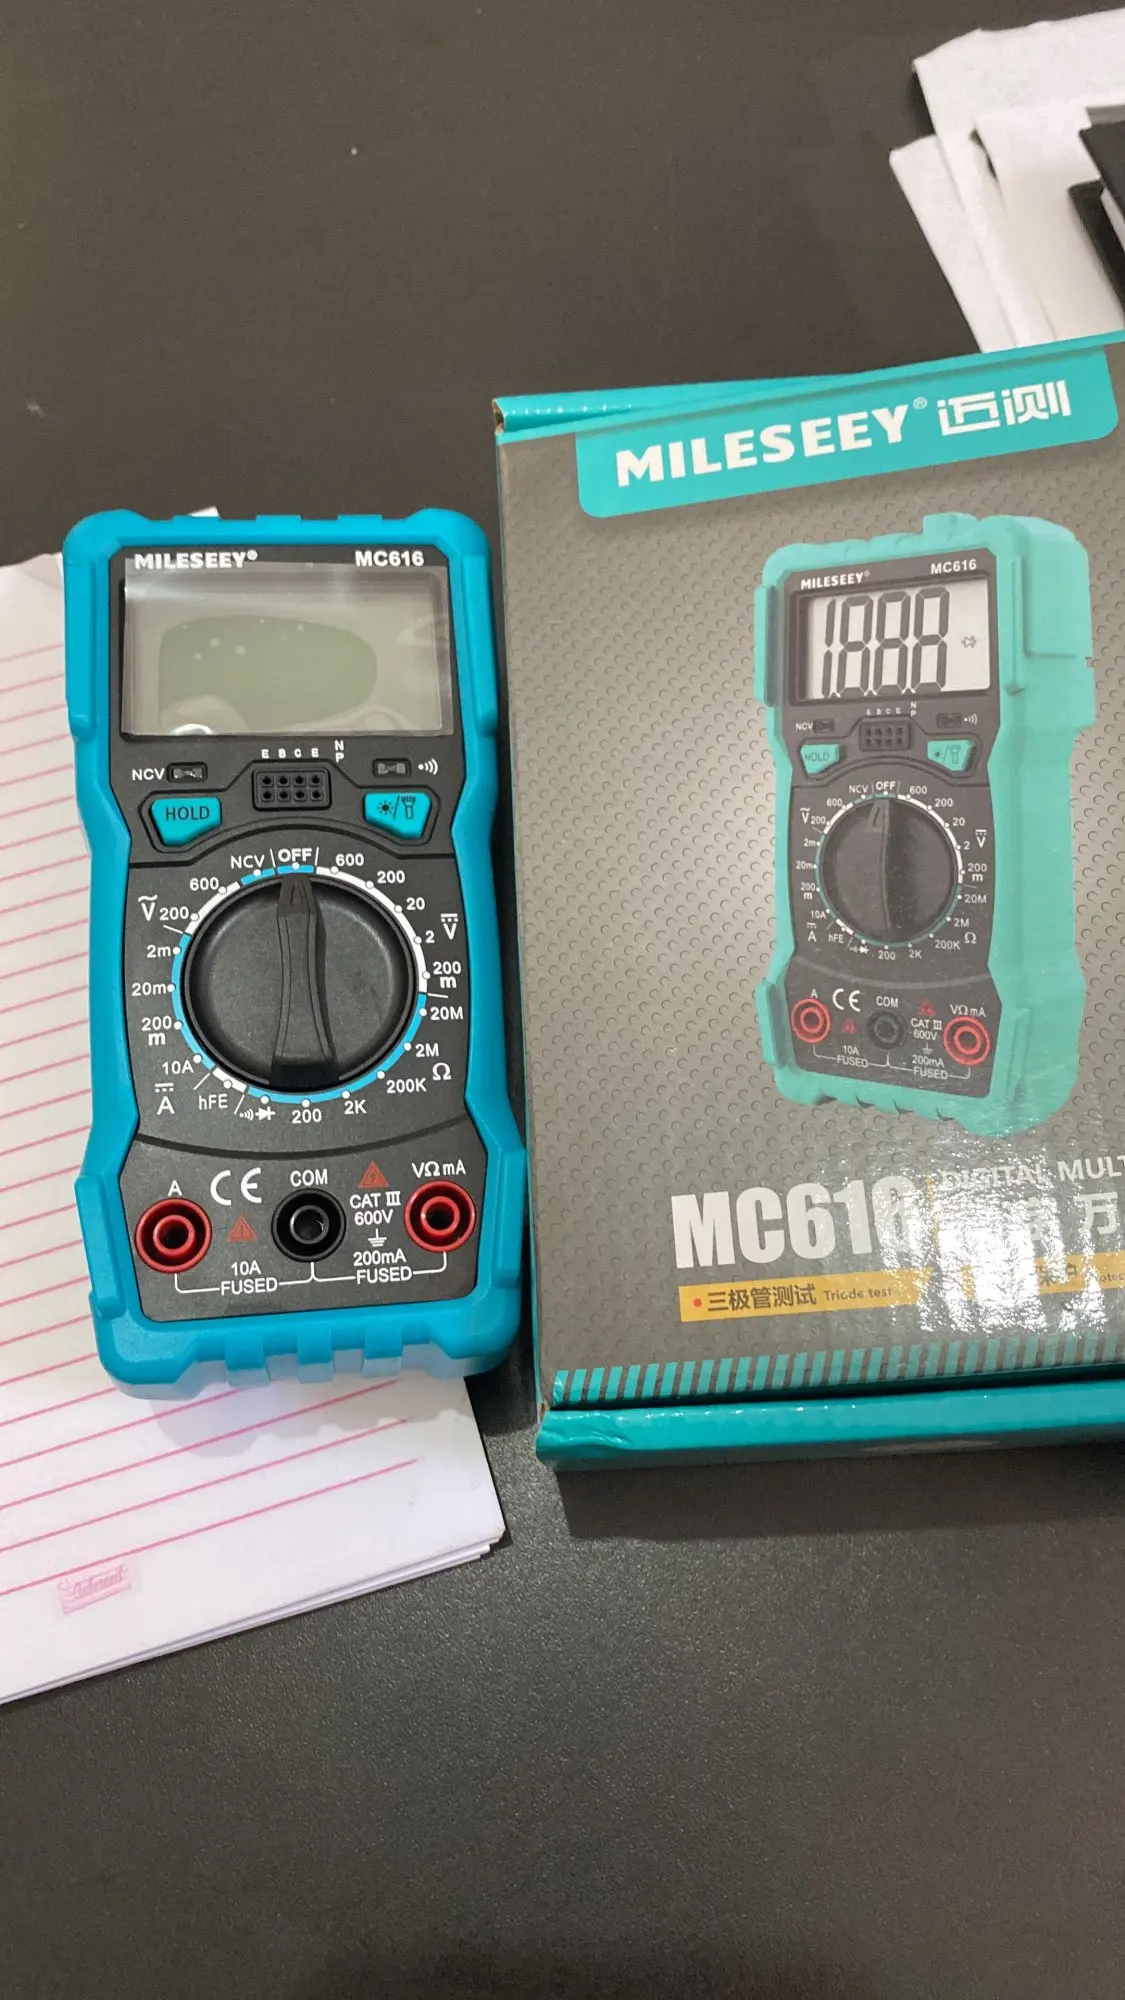 MILESEEY® 迈测
MILESEEY® MC616
MILESEEY® MC616
1888
E B C E N P
NCV
HOLD
NCV OFF 600
600 200
Ṽ 200 20
2m 2 V
20m 200 m
200 m 20M
10A 2M
A hFE 200 2K 200K Ω
A CE COM VΩmA
CAT III
600V
10A FUSED
200mA FUSED
E B C E N P
NCV
HOLD
NCV OFF 600
600 200
Ṽ 200 20
2m 2 V
20m 200 m
200 m 20M
10A 2M
A hFE 200 2K 200K Ω
A CE COM VΩmA
CAT III
600V
10A FUSED
200mA FUSED
MC616 DIGITAL MULT
万
• 三极管测试 Triode test